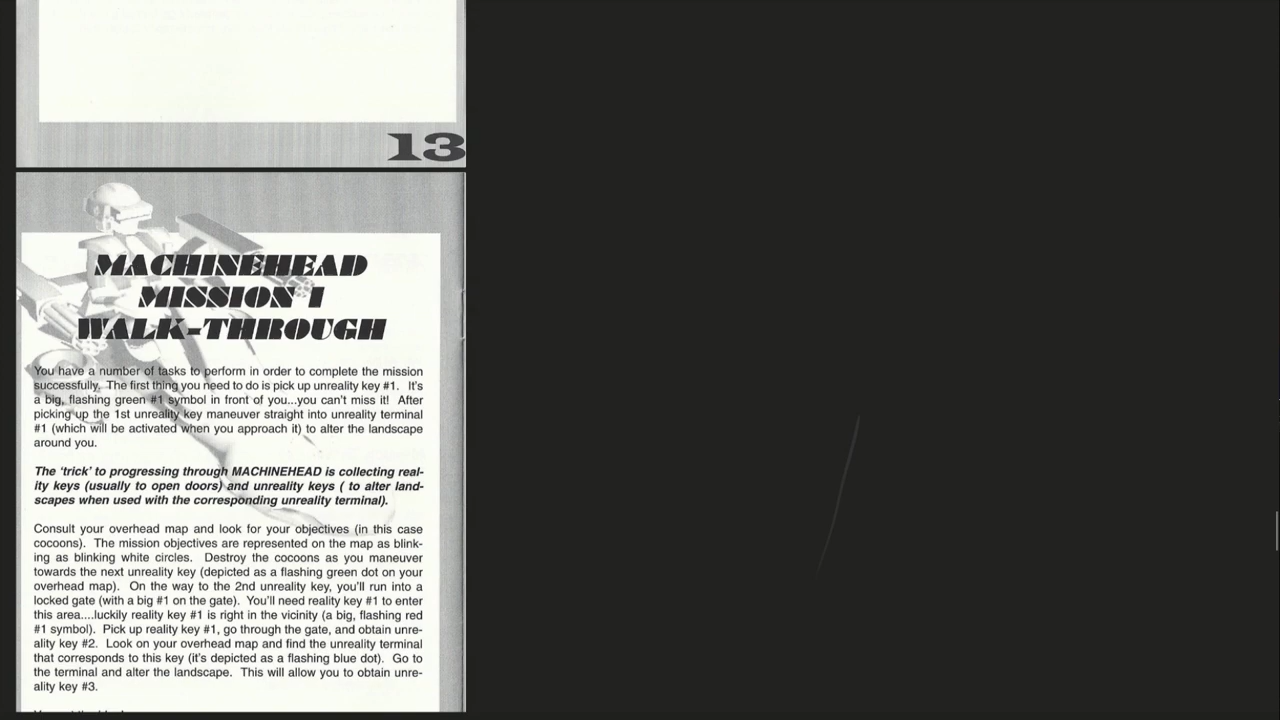 13
MACHINEHEAD
MISSION 1
WALK-THROUGH
You have a number of tasks to perform in order to complete the mission
successfully. The first thing you need to do is pick up unreality key #1. It's
a big, flashing green #1 symbol in front of you...you can't miss it! After
picking up the 1st unreality key maneuver straight into unreality terminal
#1 (which will be activated when you approach it) to alter the landscape
around you.
The 'trick' to progressing through MACHINEHEAD is collecting real-
ity keys (usually to open doors) and unreality keys ( to alter land-
scapes when used with the corresponding unreality terminal).
Consult your overhead map and look for your objectives (in this case
cocoons). The mission objectives are represented on the map as blink-
ing as blinking white circles. Destroy the cocoons as you maneuver
towards the next unreality key (depicted as a flashing green dot on your
overhead map). On the way to the 2nd unreality key, you'll run into a
locked gate (with a big #1 on the gate). You'll need reality key #1 to enter
this area....luckily reality key #1 is right in the vicinity (a big, flashing red
#1 symbol). Pick up reality key #1, go through the gate, and obtain unre-
ality key #2. Look on your overhead map and find the unreality terminal
that corresponds to this key (it's depicted as a flashing blue dot). Go to
the terminal and alter the landscape. This will allow you to obtain unre-
ality key #3.